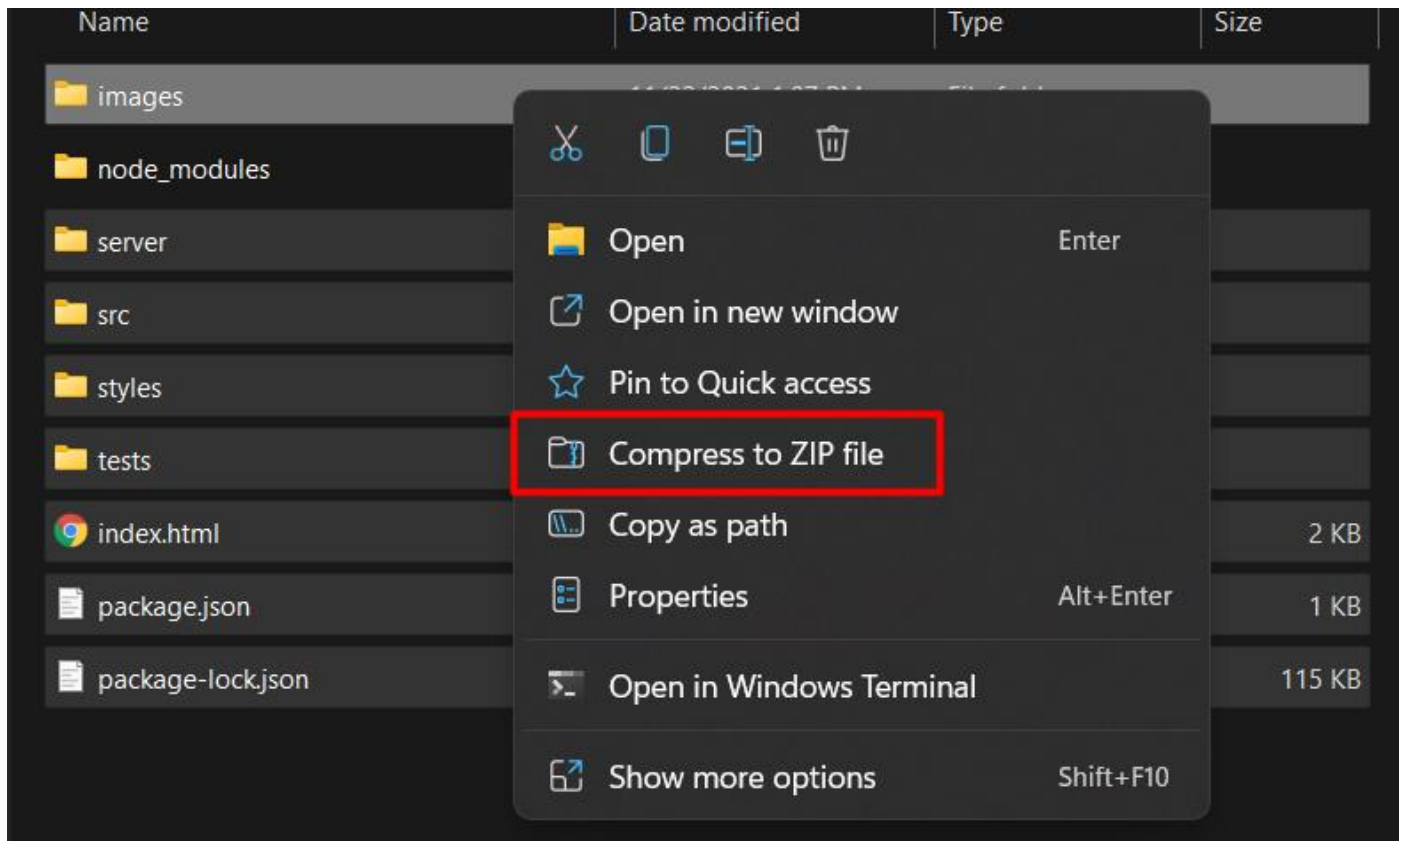 Name Date modified Type Size
images
node_modules
server
src
styles
tests
index.html 2 KB
package.json 1 KB
package-lock.json 115 KB
Open Enter
Open in new window
Pin to Quick access
Compress to ZIP file
Copy as path
Properties Alt+Enter
Open in Windows Terminal
Show more options Shift+F10